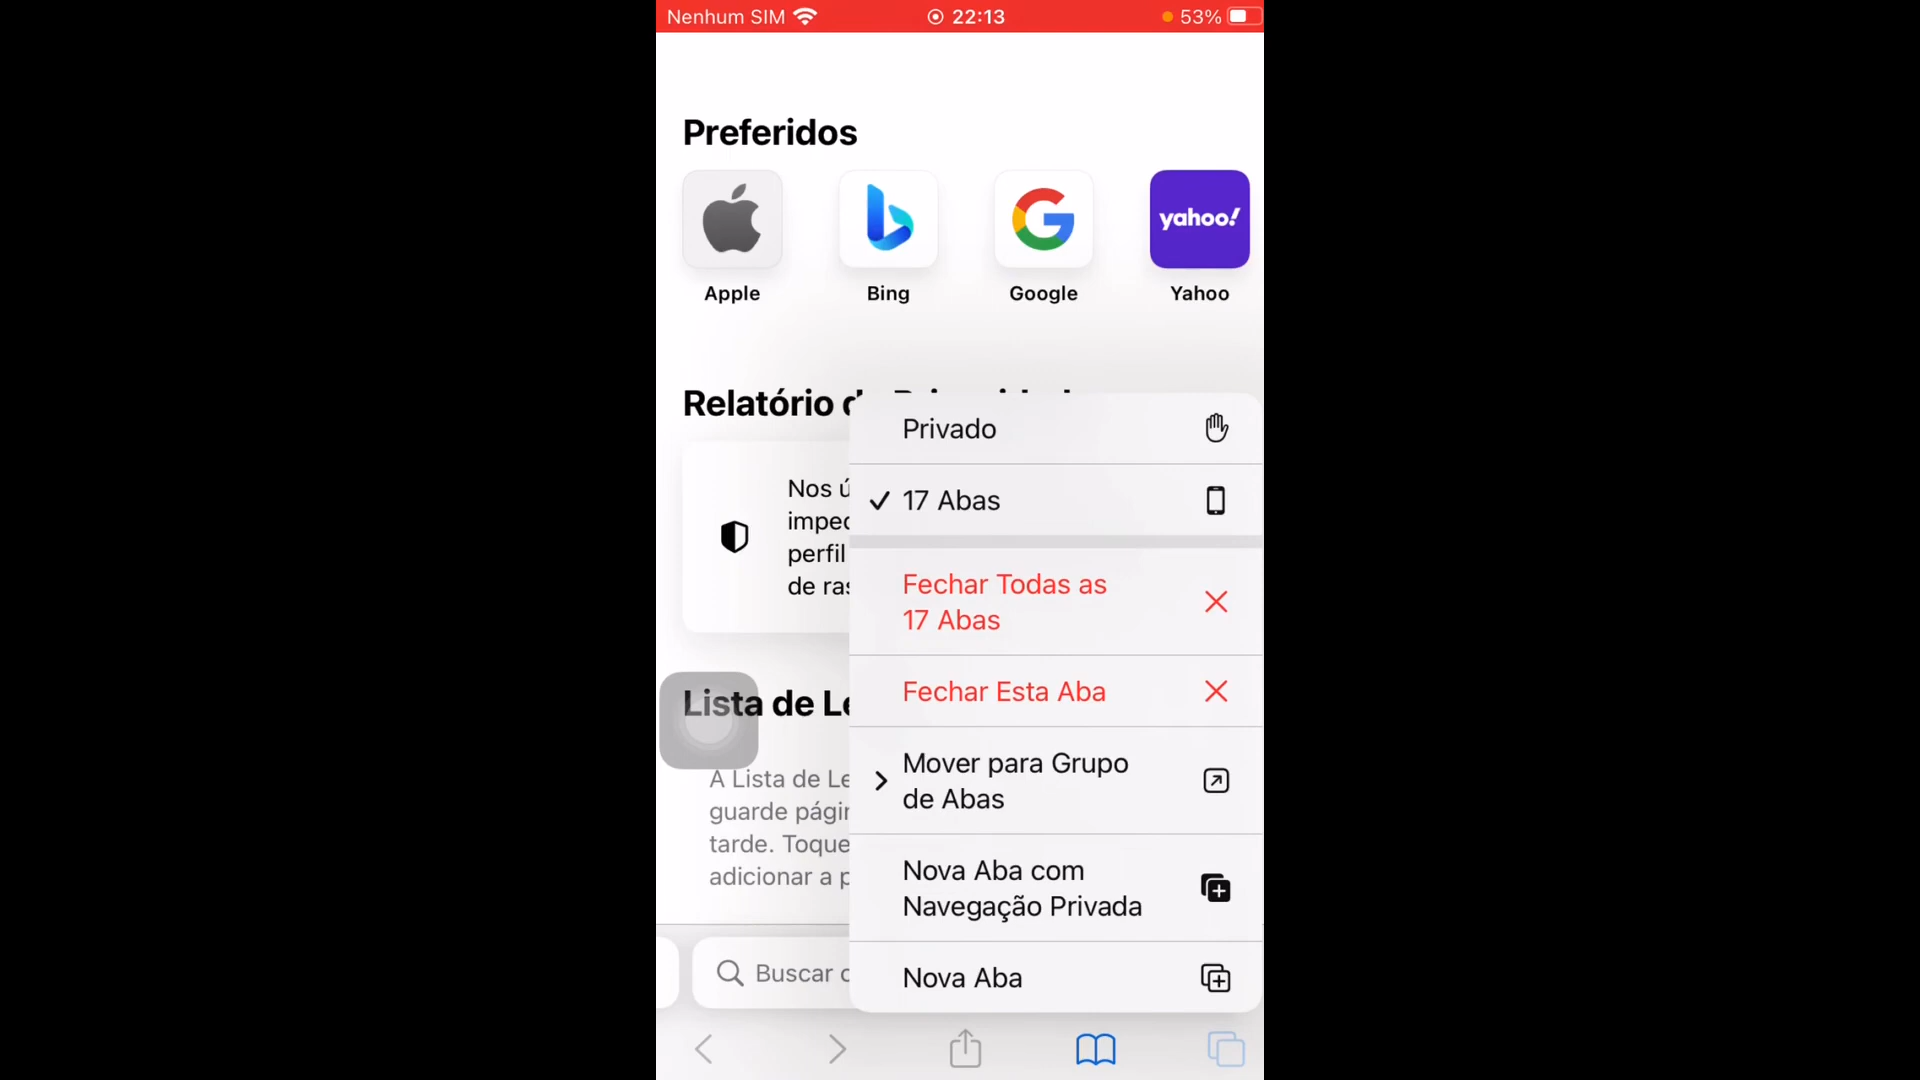 Nenhum SIM 22:13 53%
Preferidos
yahoo!
Apple Bing Google Yahoo
Relatório
Privado
17 Abas
Nos
perfil
Fechar Todas as
17 Abas
Fechar Esta Aba
Lista de
Mover para Grupo
de Abas
A Lista de
guarde
tarde. Toque
adicionar a
Nova Aba com
Navegação Privada
Buscar
Nova Aba